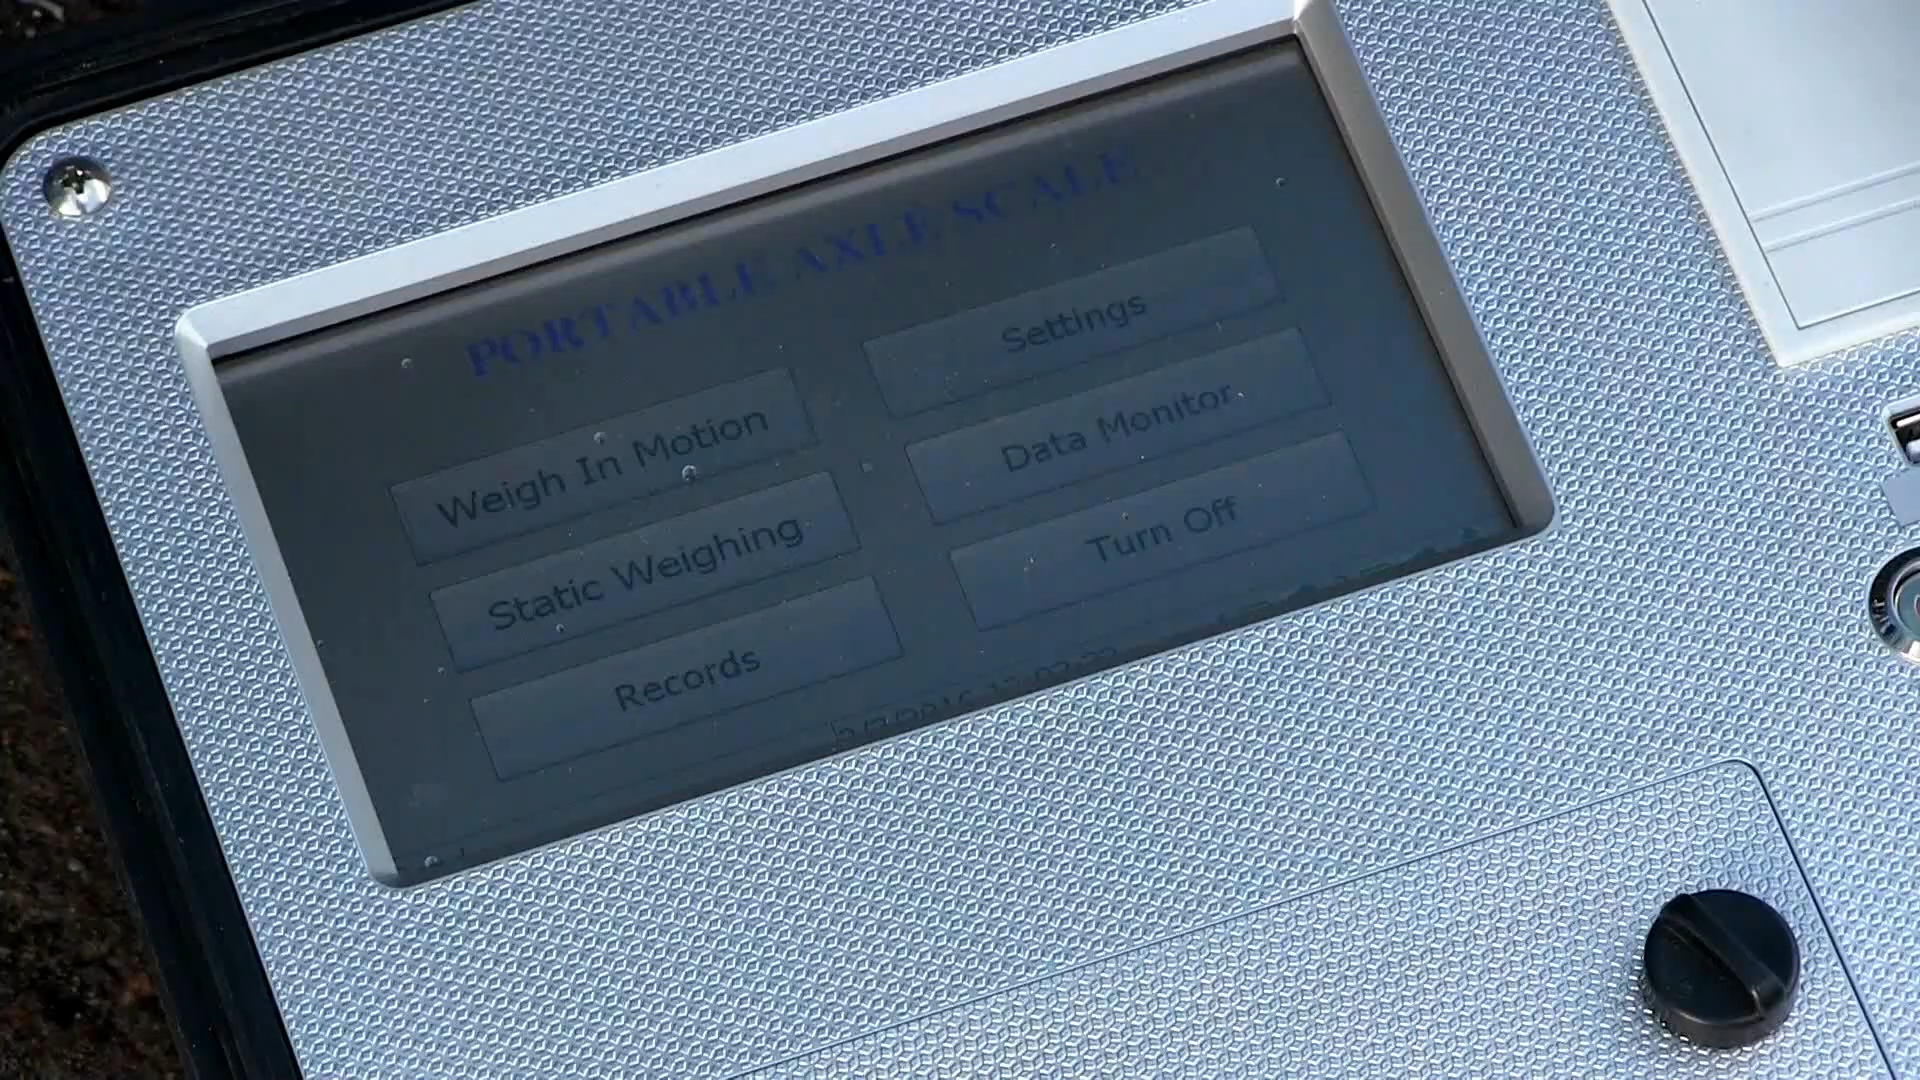 PORTABLE AXLE SCALE
Weigh In Motion
Static Weighing
Records
Settings
Data Monitor
Turn Off